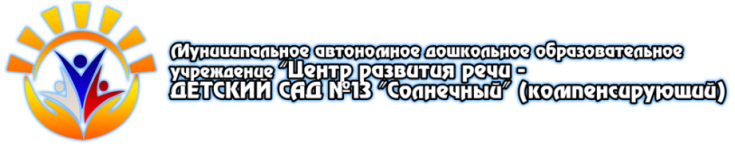 Муниципальное автономное дошкольное образовательное
учреждение "Центр развития речи -
ДЕТСКИЙ САД №13 "Солнечный" (компенсирующий)